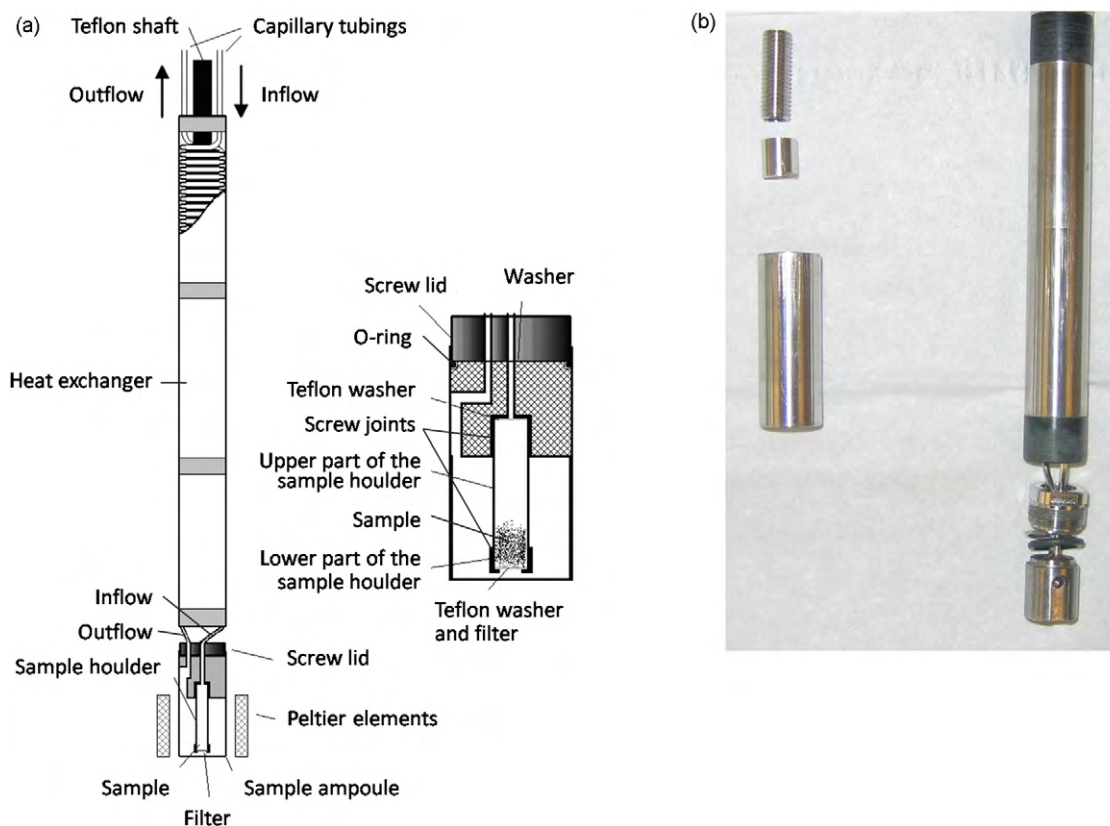 (a)
Teflon shaft
Capillary tubings
Outflow
Inflow
Heat exchanger
Inflow
Outflow
Sample houlder
Screw lid
Peltier elements
Sample
Sample ampoule
Filter
Washer
Screw lid
O-ring
Teflon washer
Screw joints
Upper part of the
sample houlder
Sample
Lower part of the
sample houlder
Teflon washer
and filter
(b)